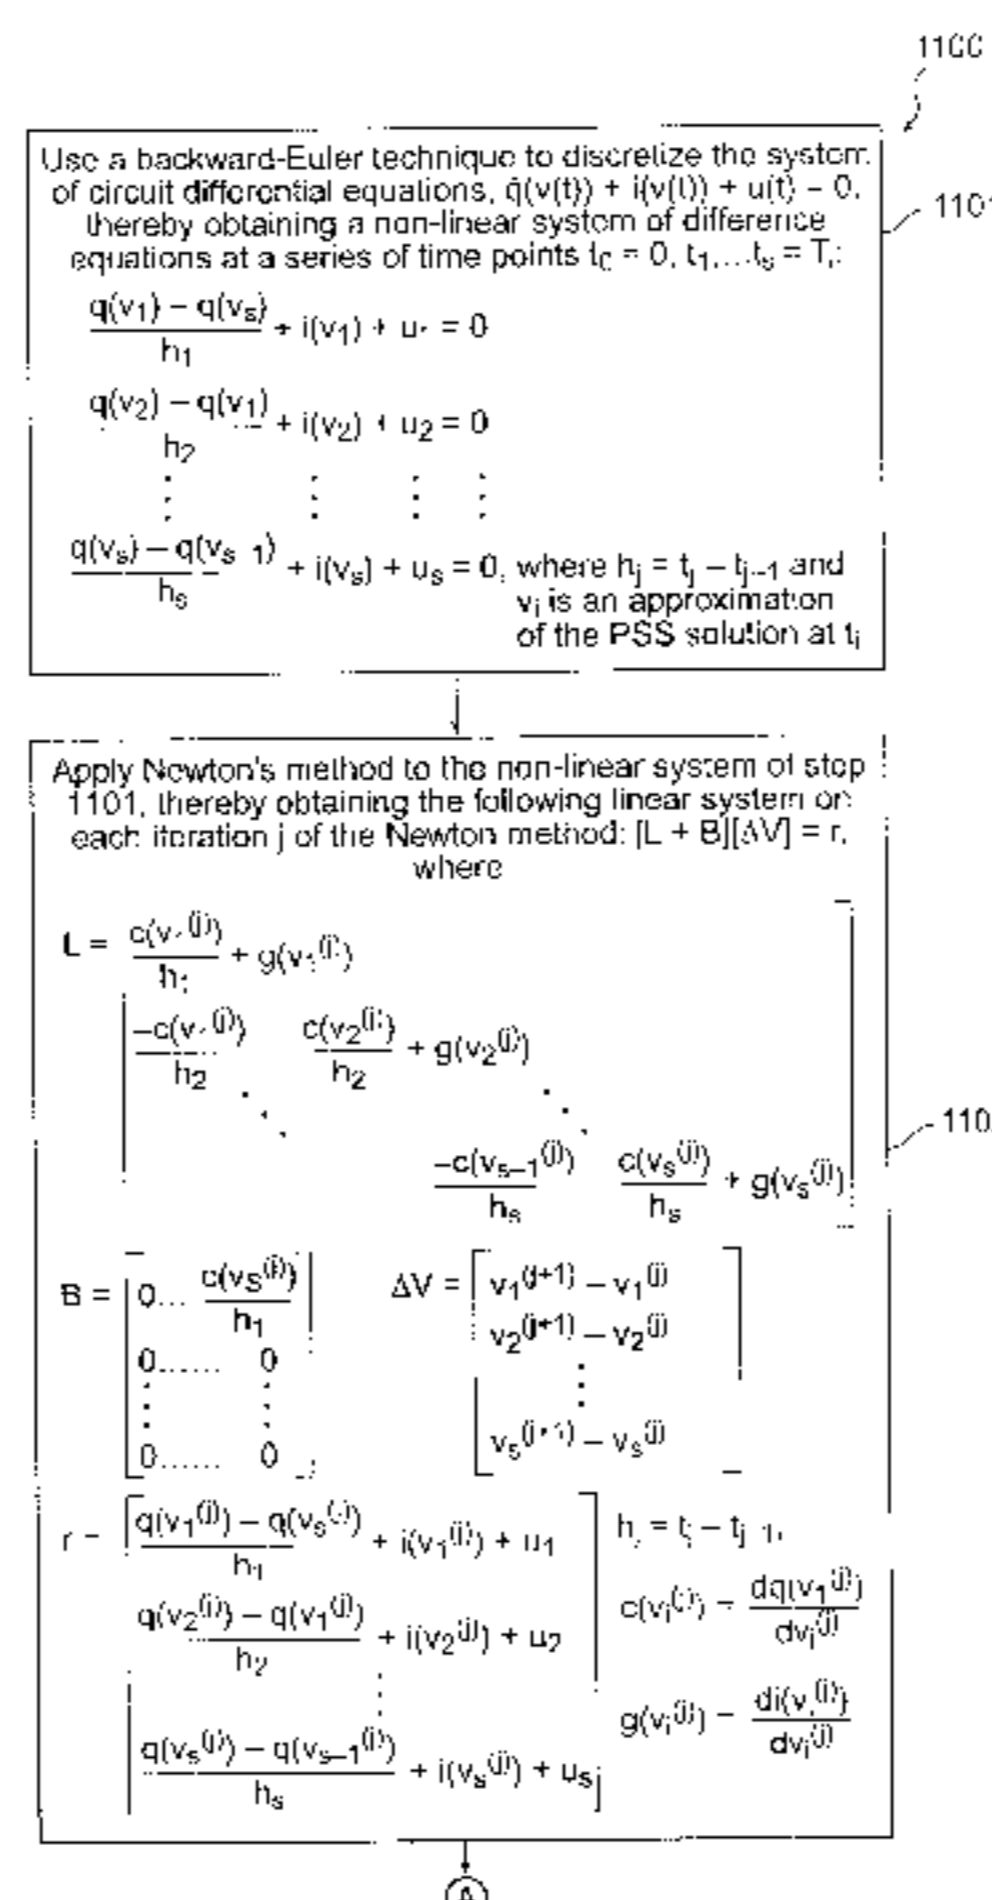 1100
Use a backward-Euler technique to discretize the system
of circuit differential equations, q̇(v(t)) + i(v(t)) + u(t) = 0,
thereby obtaining a non-linear system of difference
equations at a series of time points t₀ = 0, t₁,...tₛ = T,:
1101
(q(v₁) – q(vₛ))/h₁ + i(v₁) + u₁ = 0
(q(v₂) – q(v₁))/h₂ + i(v₂) + u₂ = 0
(q(vₛ) – q(vₛ₋₁))/hₛ + i(vₛ) + uₛ = 0, where hⱼ = tⱼ – tⱼ₋₁ and
vᵢ is an approximation
of the PSS solution at tᵢ
Apply Newton's method to the non-linear system of step
1101, thereby obtaining the following linear system on
each iteration j of the Newton method: [L + B][ΔV] = r,
where
L = c(v₁^(j))/h₁ + g(v₁^(j))
–c(v₁^(j))/h₂ c(v₂^(j))/h₂ + g(v₂^(j))
110
–c(vₛ₋₁^(j))/hₛ c(vₛ^(j))/hₛ + g(vₛ^(j))
B = [0... c(vₛ^(j))/h₁
0...... 0
0...... 0]
ΔV = [v₁^(j+1) – v₁^(j)
v₂^(j+1) – v₂^(j)
vₛ^(j+1) – vₛ^(j)]
r = [(q(v₁^(j)) – q(vₛ^(j)))/h₁ + i(v₁^(j)) + u₁
(q(v₂^(j)) – q(v₁^(j)))/h₂ + i(v₂^(j)) + u₂
(q(vₛ^(j)) – q(vₛ₋₁^(j)))/hₛ + i(vₛ^(j)) + uₛ]
hⱼ = tⱼ – tⱼ₋₁,
c(vᵢ^(j)) = dq(v₁^(j))/dvᵢ^(j)
g(vᵢ^(j)) = di(vᵢ^(j))/dvᵢ^(j)
A